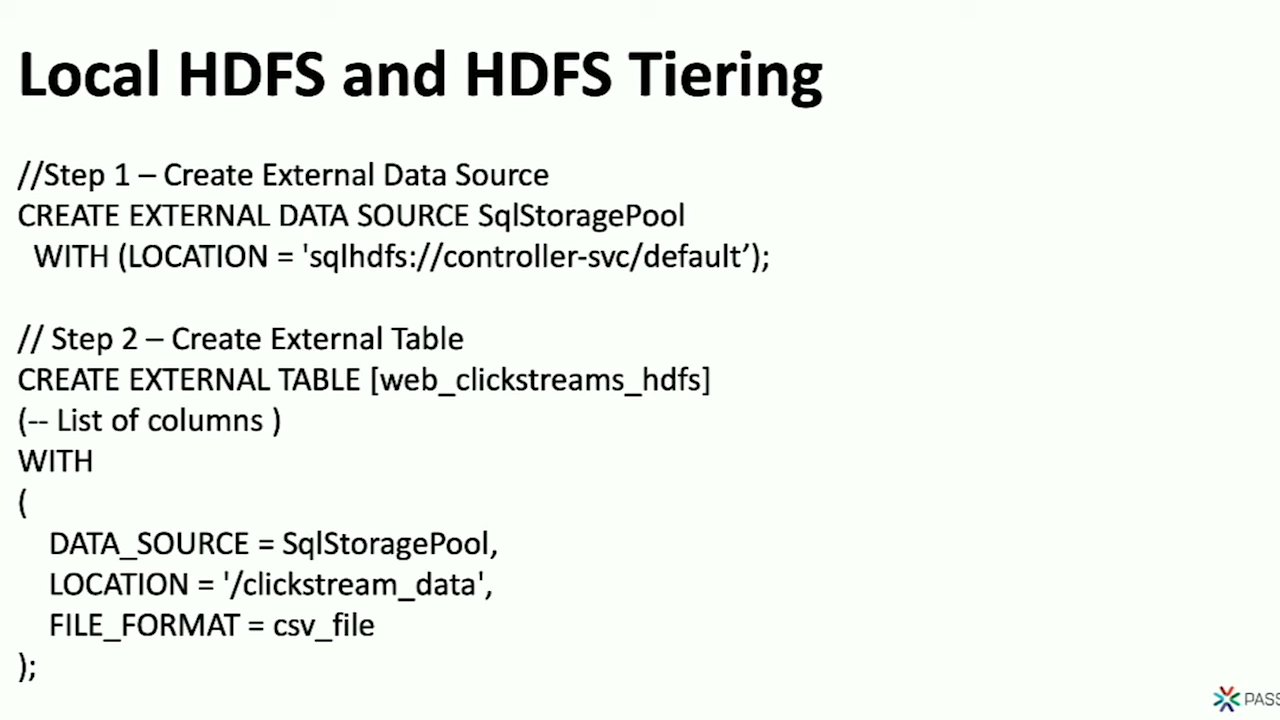 Local HDFS and HDFS Tiering
//Step 1 – Create External Data Source
CREATE EXTERNAL DATA SOURCE SqlStoragePool
WITH (LOCATION = 'sqlhdfs://controller-svc/default’);
// Step 2 – Create External Table
CREATE EXTERNAL TABLE [web_clickstreams_hdfs]
(-- List of columns )
WITH
(
DATA_SOURCE = SqlStoragePool,
LOCATION = '/clickstream_data',
FILE_FORMAT = csv_file
);
PASS